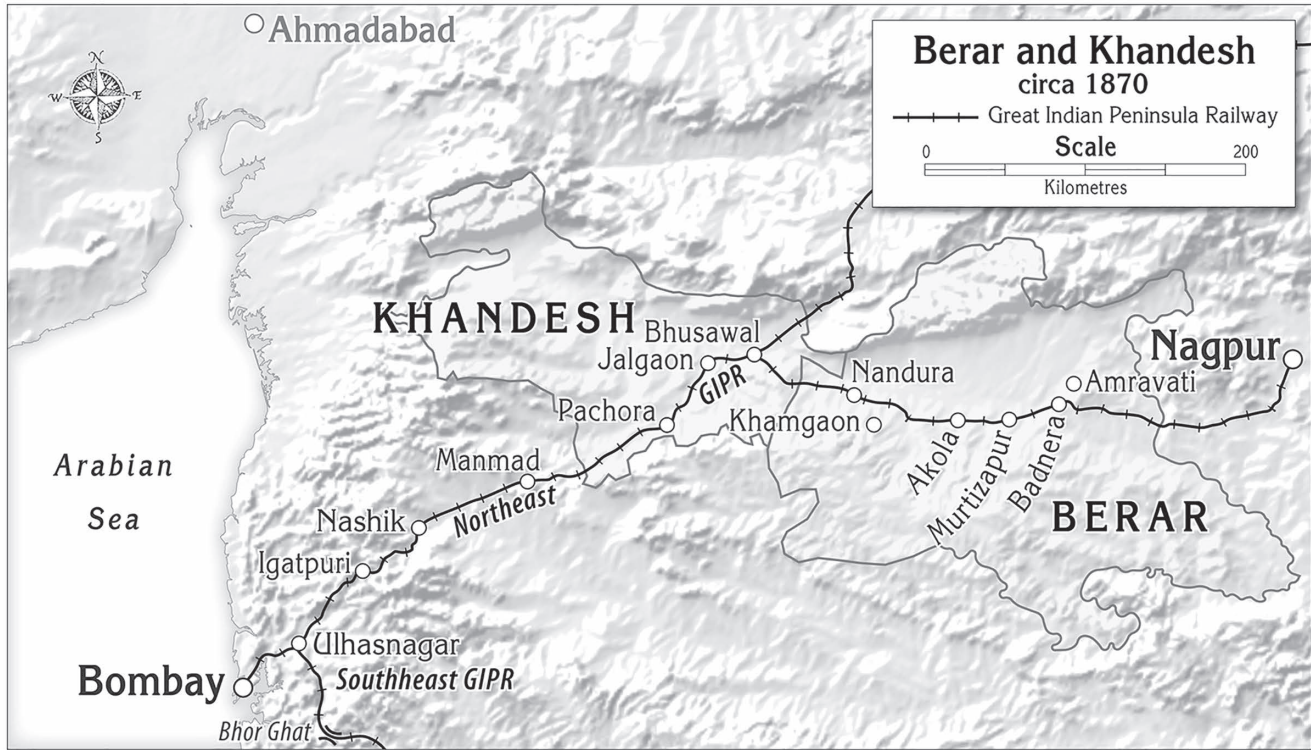 Ahmadabad
N
W
E
S
Berar and Khandesh
circa 1870
Great Indian Peninsula Railway
Scale
0
200
Kilometres
KHANDESH
Bhusawal
Jalgaon
GIPR
Nandura
Nagpur
Amravati
Pachora
Khamgaon
Akola
Murtizapur
Badnera
Manmad
Northeast
Arabian
Sea
BERAR
Nashik
Igatpuri
Ulhasnagar
Southheast GIPR
Bombay
Bhor Ghat